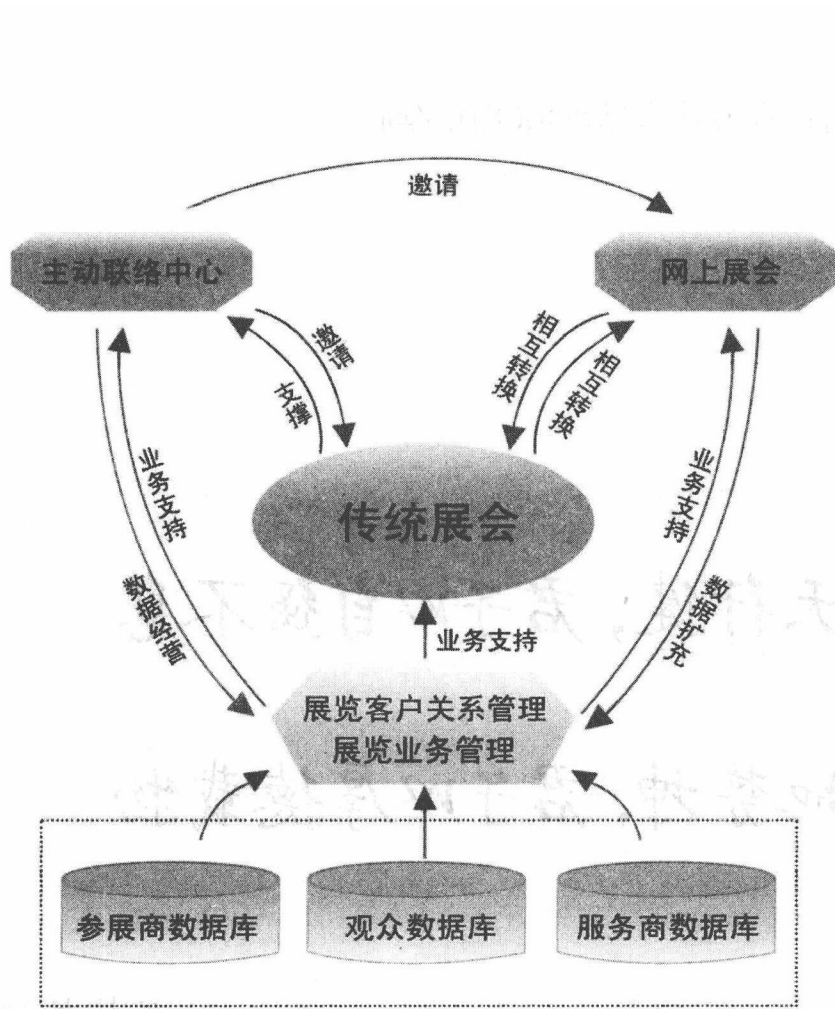 邀请
主动联络中心
网上展会
邀请
支撑
相互转换
相互转换
传统展会
业务支持
数据经营
业务支持
数据扩充
业务支持
展览客户关系管理
展览业务管理
参展商数据库
观众数据库
服务商数据库